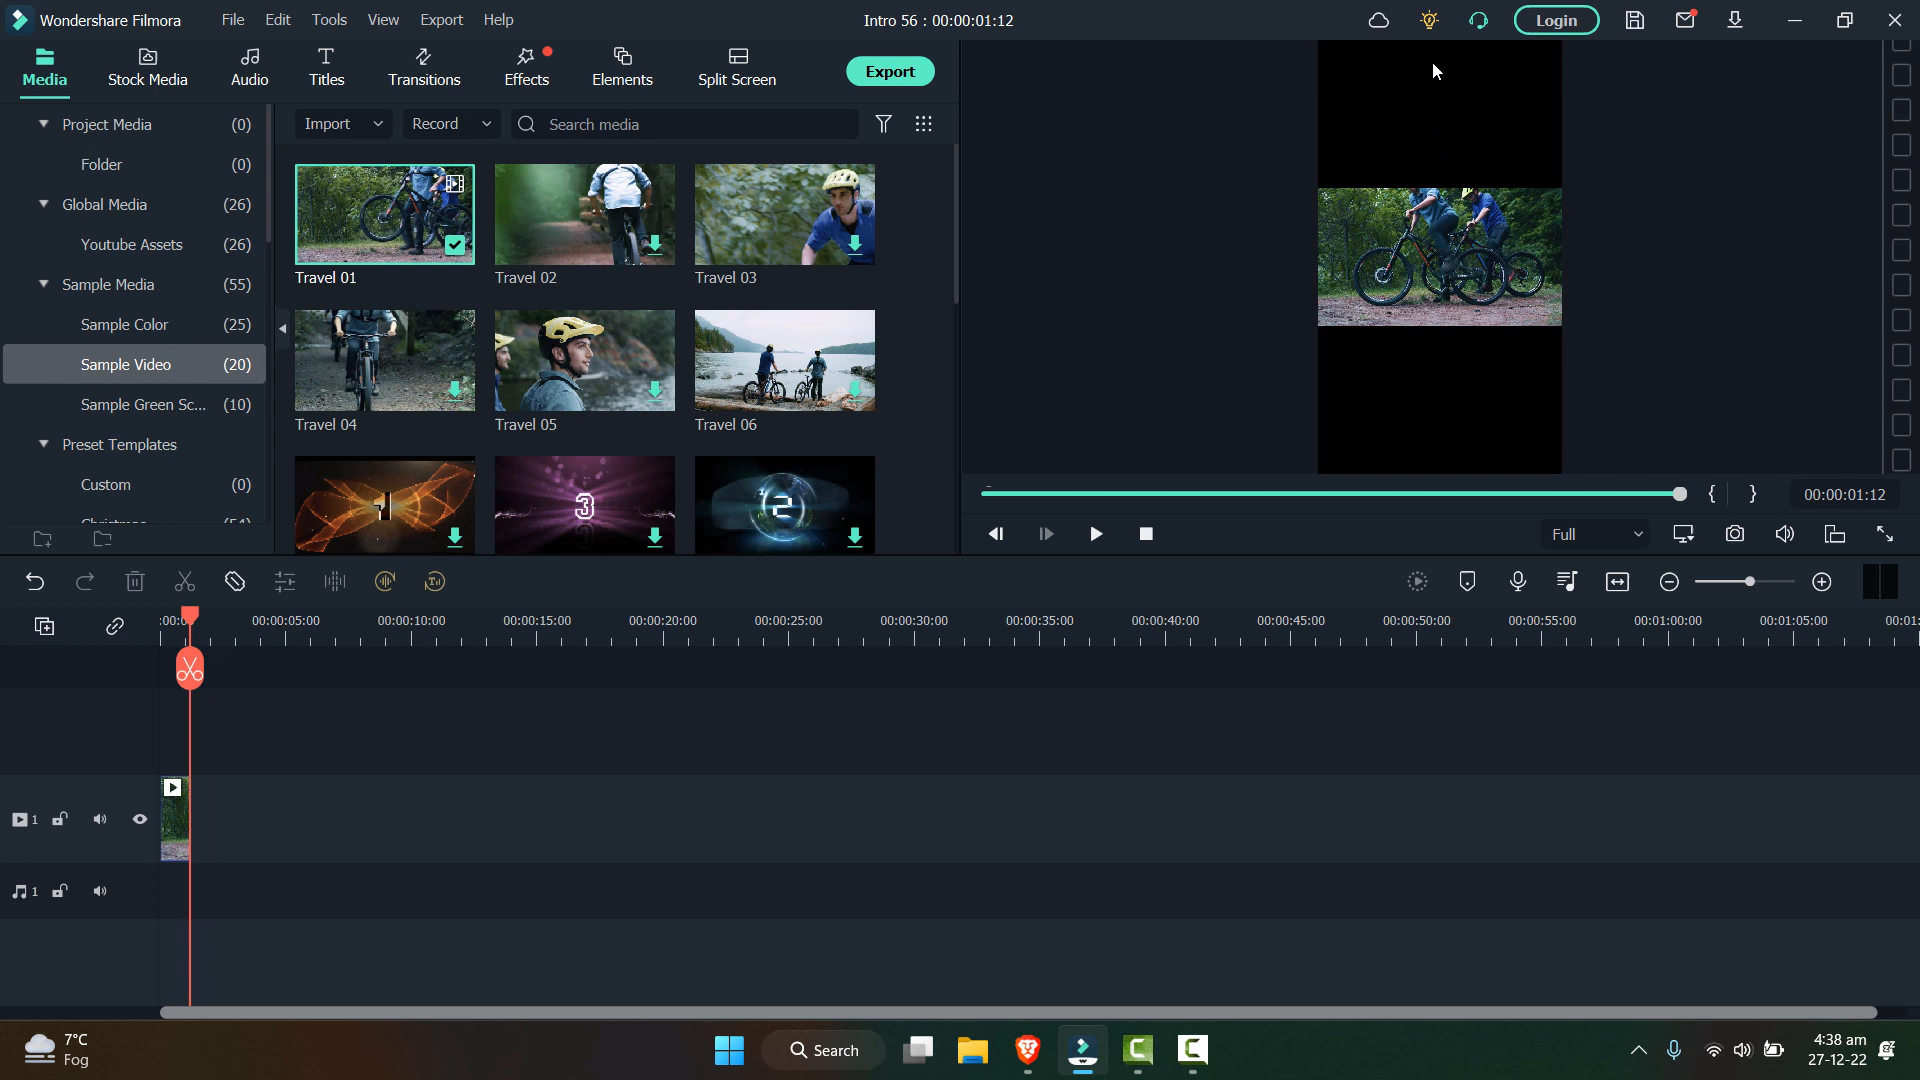 Wondershare Filmora File Edit Tools View Export Help Intro 56 : 00:00:01:12 Login
Media Stock Media Audio Titles Transitions Effects Elements Split Screen Export
Project Media (0)
Folder (0)
Global Media (26)
Youtube Assets (26)
Sample Media (55)
Sample Color (25)
Sample Video (20)
Sample Green Sc... (10)
Preset Templates
Custom (0)
Import Record Search media
Travel 01 Travel 02 Travel 03
Travel 04 Travel 05 Travel 06
1 3 2
{ } 00:00:01:12
Full
00:00:05:00 00:00:10:00 00:00:15:00 00:00:20:00 00:00:25:00 00:00:30:00 00:00:35:00 00:00:40:00 00:00:45:00 00:00:50:00 00:00:55:00 00:01:00:00 00:01:05:00
1
1
7°C
Fog
Search
4:38 am
27-12-22